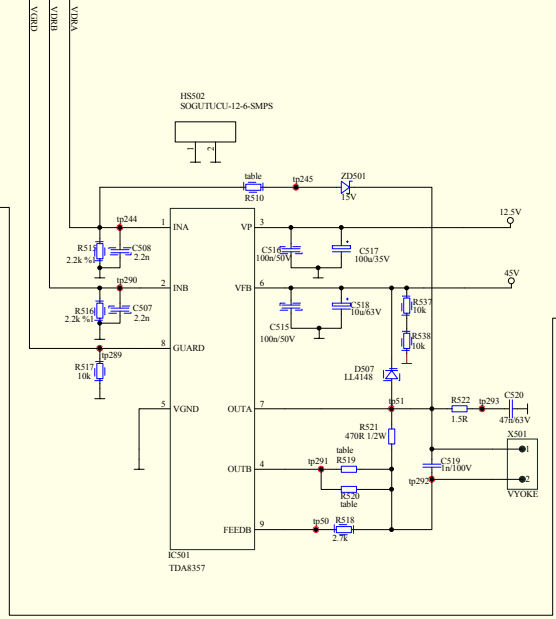 VGRD
VDRB
VDRA
HS502
SOGUTUCU-12-6-SMPS
1
2
table
R510
tp245
ZD501
15V
tp244
1
INA
VP
3
12.5V
R515
2.2k %1
C508
2.2n
C516
100n/50V
C517
100u/35V
tp290
2
INB
VFB
6
45V
R516
2.2k %1
C507
2.2n
C515
100n/50V
C518
10u/63V
R537
10k
R538
10k
8
GUARD
tp289
R517
10k
D507
LL4148
5
VGND
OUTA
7
tp51
R522
1.5R
tp293
C520
47n/63V
R521
470R 1/2W
X501
1
2
VYOKE
C519
1n/100V
tp292
OUTB
4
tp291
table
R519
R520
table
FEEDB
9
tp50
R518
2.7k
IC501
TDA8357